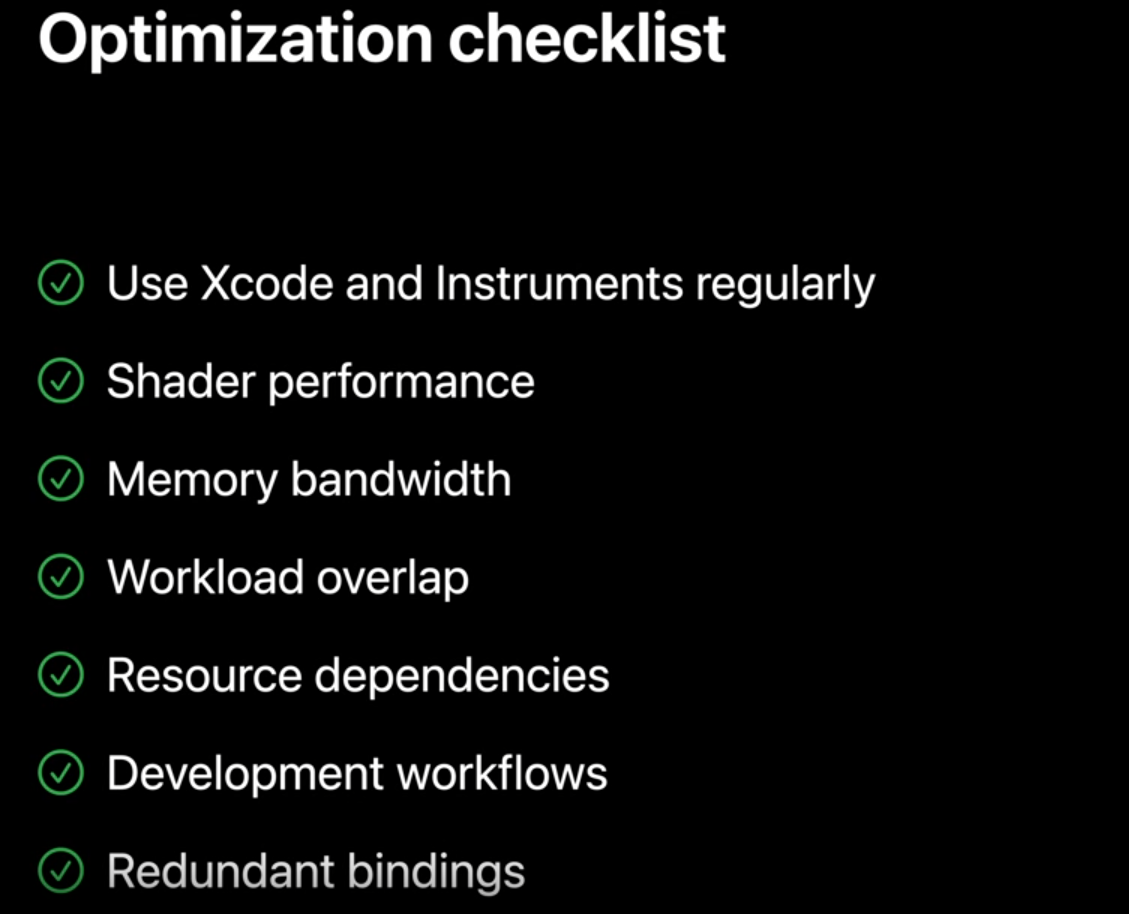 Optimization checklist
Use Xcode and Instruments regularly
Shader performance
Memory bandwidth
Workload overlap
Resource dependencies
Development workflows
Redundant bindings